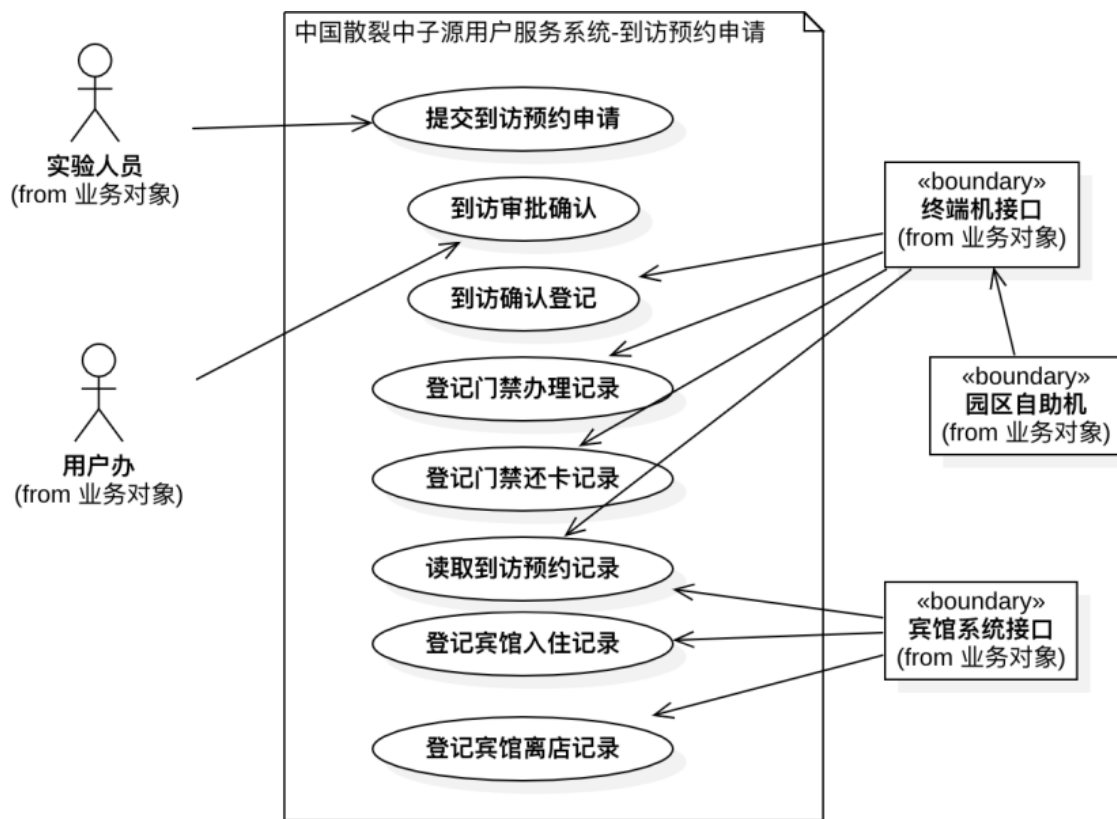 中国散裂中子源用户服务系统-到访预约申请
实验人员
(from 业务对象)
用户办
(from 业务对象)
提交到访预约申请
到访审批确认
到访确认登记
登记门禁办理记录
登记门禁还卡记录
读取到访预约记录
登记宾馆入住记录
登记宾馆离店记录
«boundary»
终端机接口
(from 业务对象)
«boundary»
园区自助机
(from 业务对象)
«boundary»
宾馆系统接口
(from 业务对象)